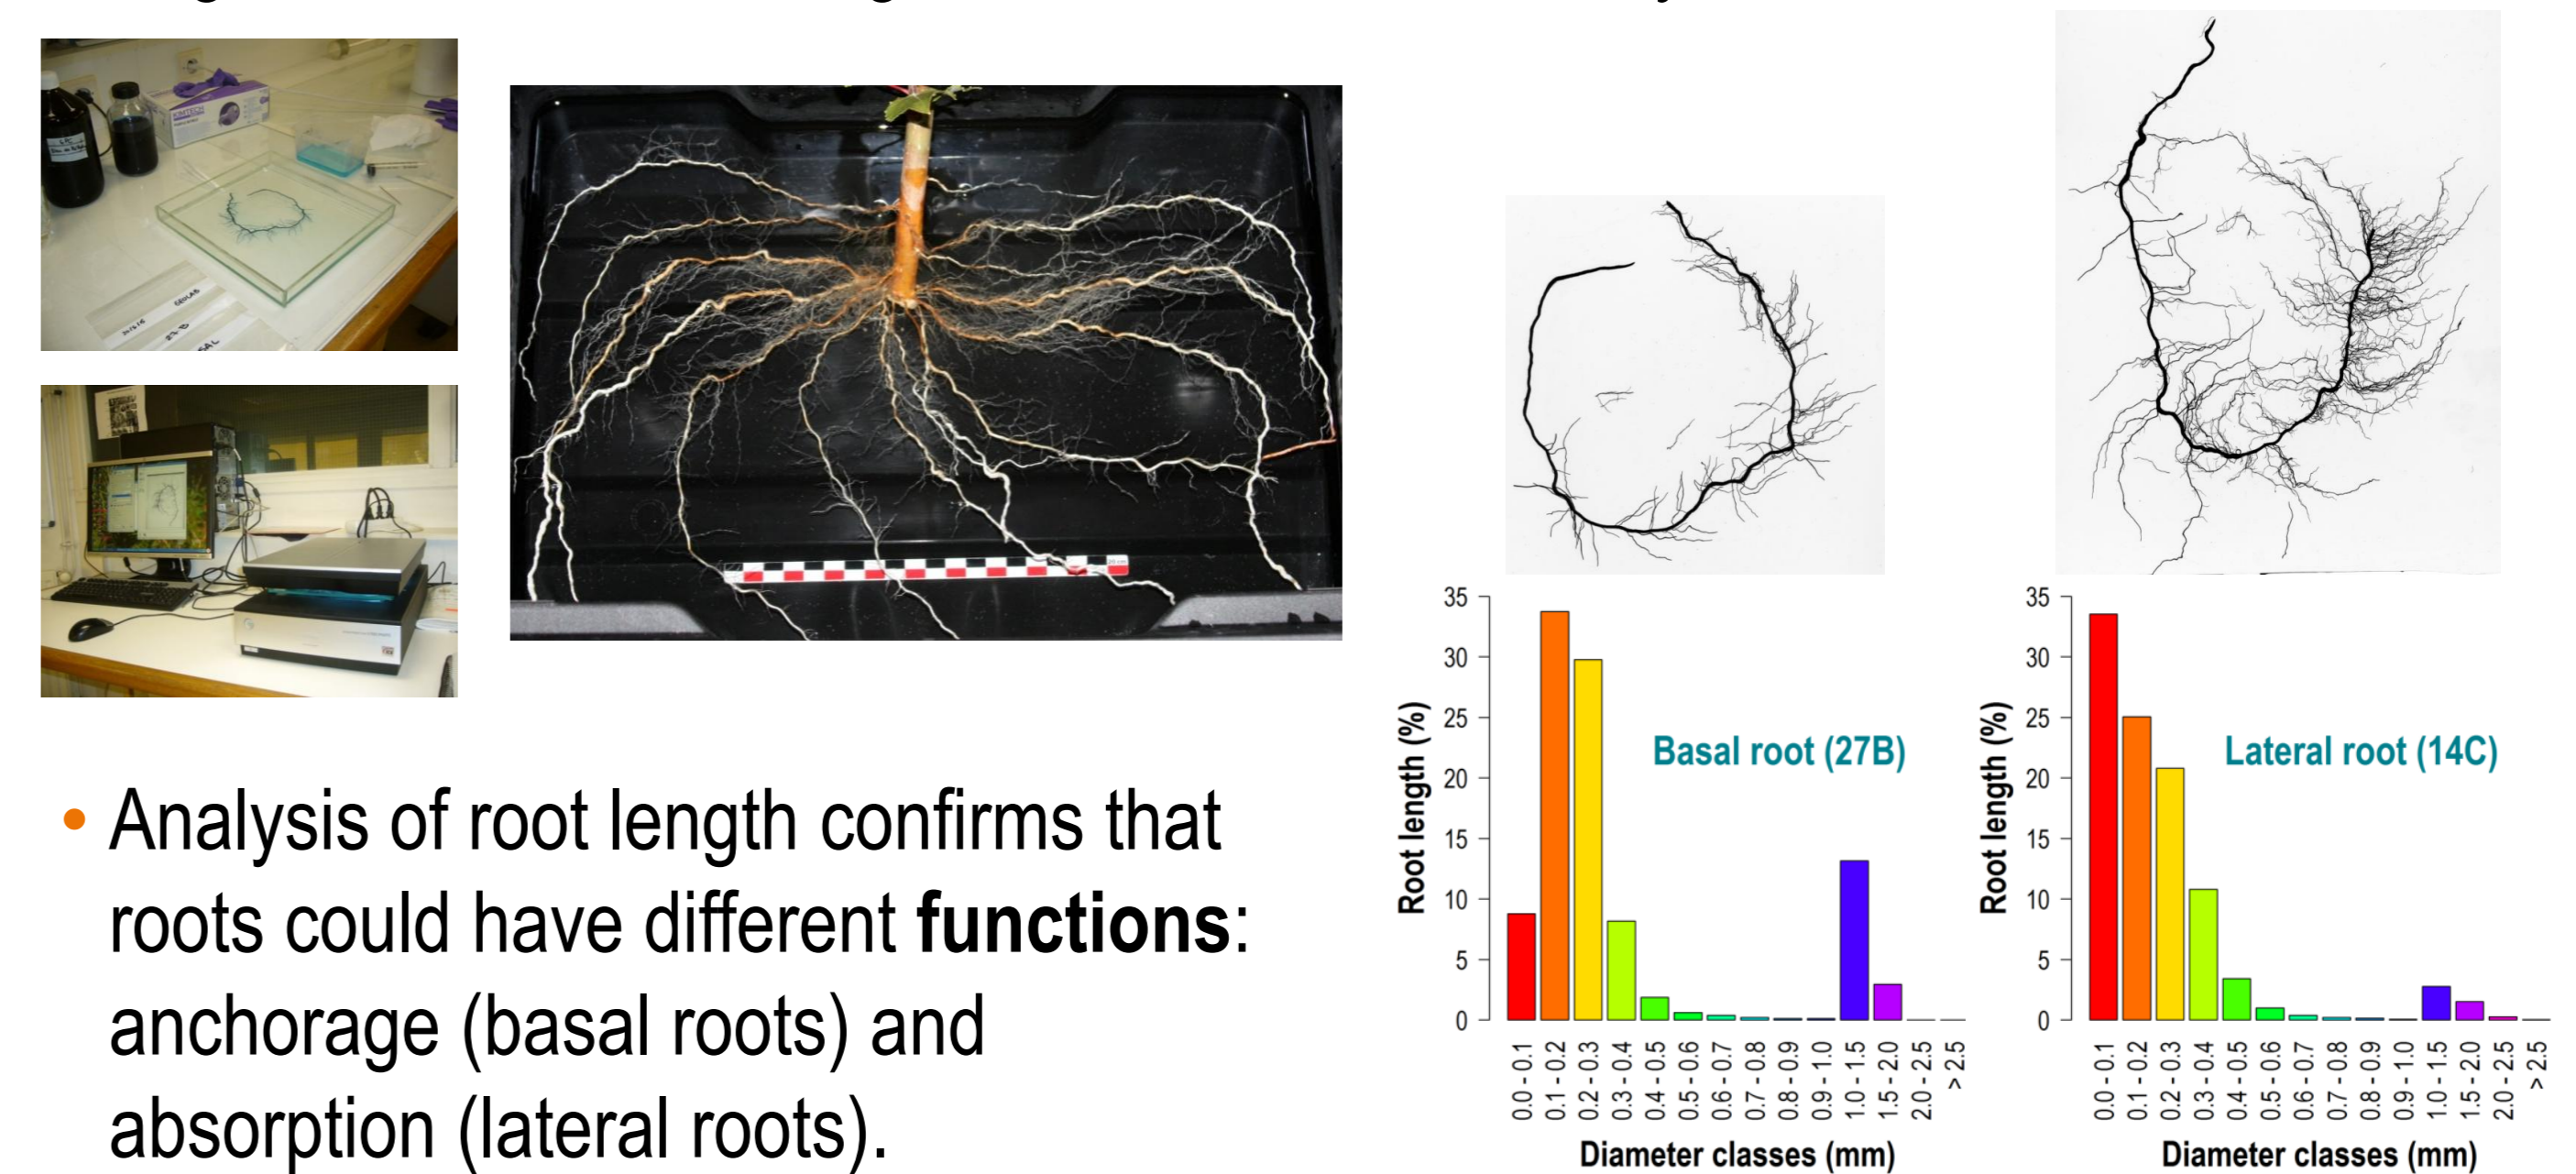 • Analysis of root length confirms that
roots could have different functions:
anchorage (basal roots) and
absorption (lateral roots).
Root length (%)
35
30
25
20
15
10
5
0
Basal root (27B)
0.0 - 0.1
0.1 - 0.2
0.2 - 0.3
0.3 - 0.4
0.4 - 0.5
0.5 - 0.6
0.6 - 0.7
0.7 - 0.8
0.8 - 0.9
0.9 - 1.0
1.0 - 1.5
1.5 - 2.0
2.0 - 2.5
> 2.5
Diameter classes (mm)
Root length (%)
35
30
25
20
15
10
5
0
Lateral root (14C)
0.0 - 0.1
0.1 - 0.2
0.2 - 0.3
0.3 - 0.4
0.4 - 0.5
0.5 - 0.6
0.6 - 0.7
0.7 - 0.8
0.8 - 0.9
0.9 - 1.0
1.0 - 1.5
1.5 - 2.0
2.0 - 2.5
> 2.5
Diameter classes (mm)